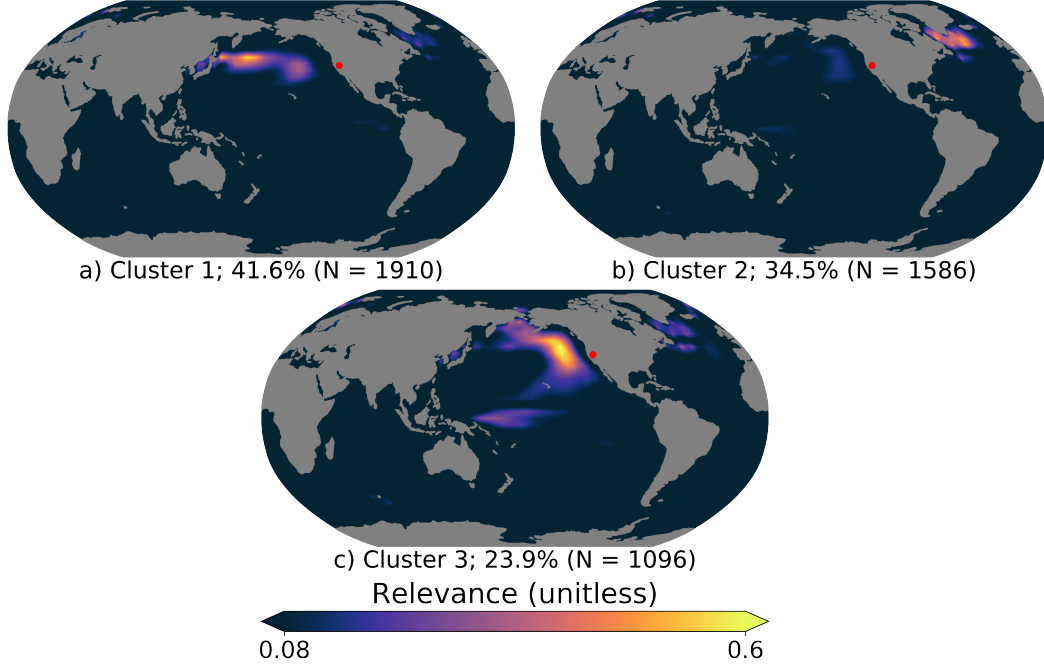 a) Cluster 1; 41.6% (N = 1910)
b) Cluster 2; 34.5% (N = 1586)
c) Cluster 3; 23.9% (N = 1096)
Relevance (unitless)
0.08
0.6